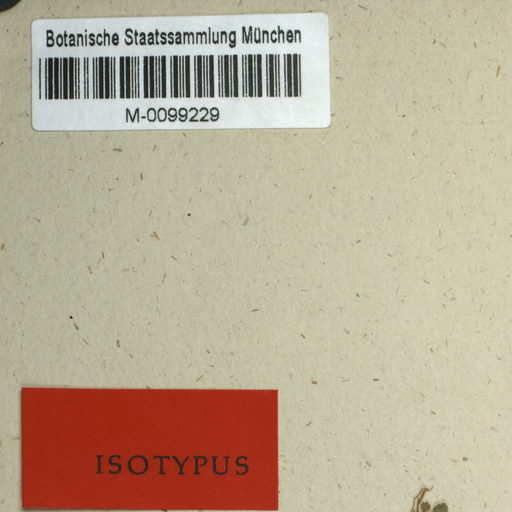 Botanische Staatssammlung München
M-0099229
ISOTYPUS